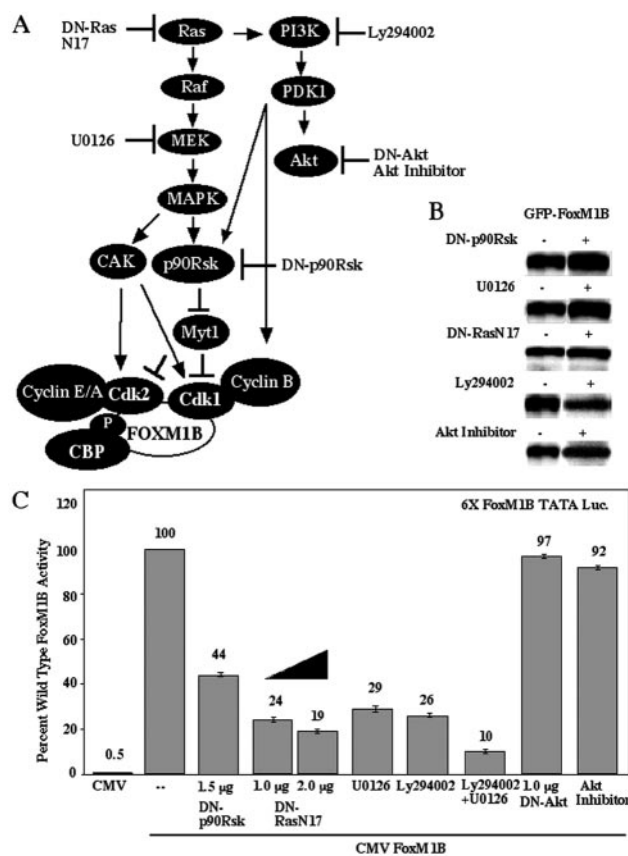 A
DN-Ras
N17
Ras
PI3K
Ly294002
Raf
PDK1
U0126
MEK
Akt
DN-Akt
Akt Inhibitor
MAPK
CAK
p90Rsk
DN-p90Rsk
Myt1
Cyclin E/A
Cdk2
Cdk1
Cyclin B
P
FOXM1B
CBP
B
GFP-FoxM1B
DN-p90Rsk
- +
U0126
- +
DN-RasN17
- +
Ly294002
- +
Akt Inhibitor
- +
C
6X FoxM1B TATA Luc.
Percent Wild Type FoxM1B Activity
120
100
80
60
40
20
0
0.5
100
44
24
19
29
26
10
97
92
CMV
--
1.5 µg
DN-
p90Rsk
1.0 µg
2.0 µg
DN-
RasN17
U0126
Ly294002
Ly294002
+U0126
1.0 µg
DN-Akt
Akt
Inhibitor
CMV FoxM1B